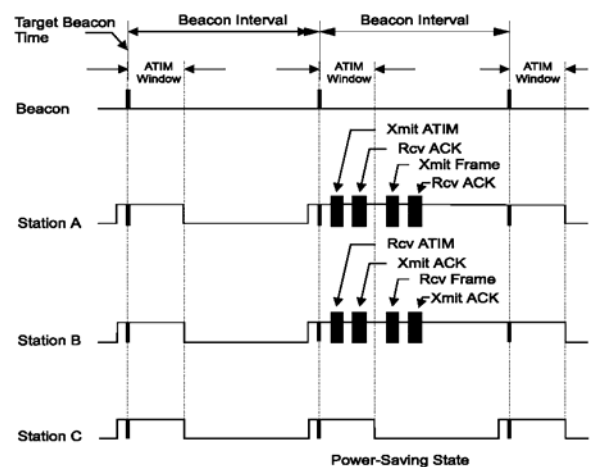 Target Beacon
Time
Beacon Interval
Beacon Interval
ATIM
Window
ATIM
Window
ATIM
Window
Beacon
Xmit ATIM
Rcv ACK
Xmit Frame
Rcv ACK
Station A
Rcv ATIM
Xmit ACK
Rcv Frame
Xmit ACK
Station B
Station C
Power-Saving State